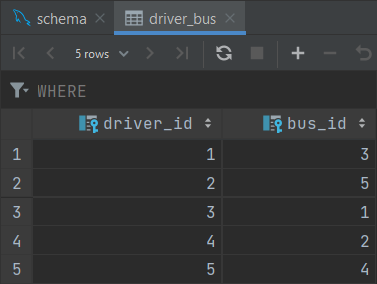 schema driver_bus
5 rows
WHERE
driver_id bus_id
1 1 3
2 2 5
3 3 1
4 4 2
5 5 4